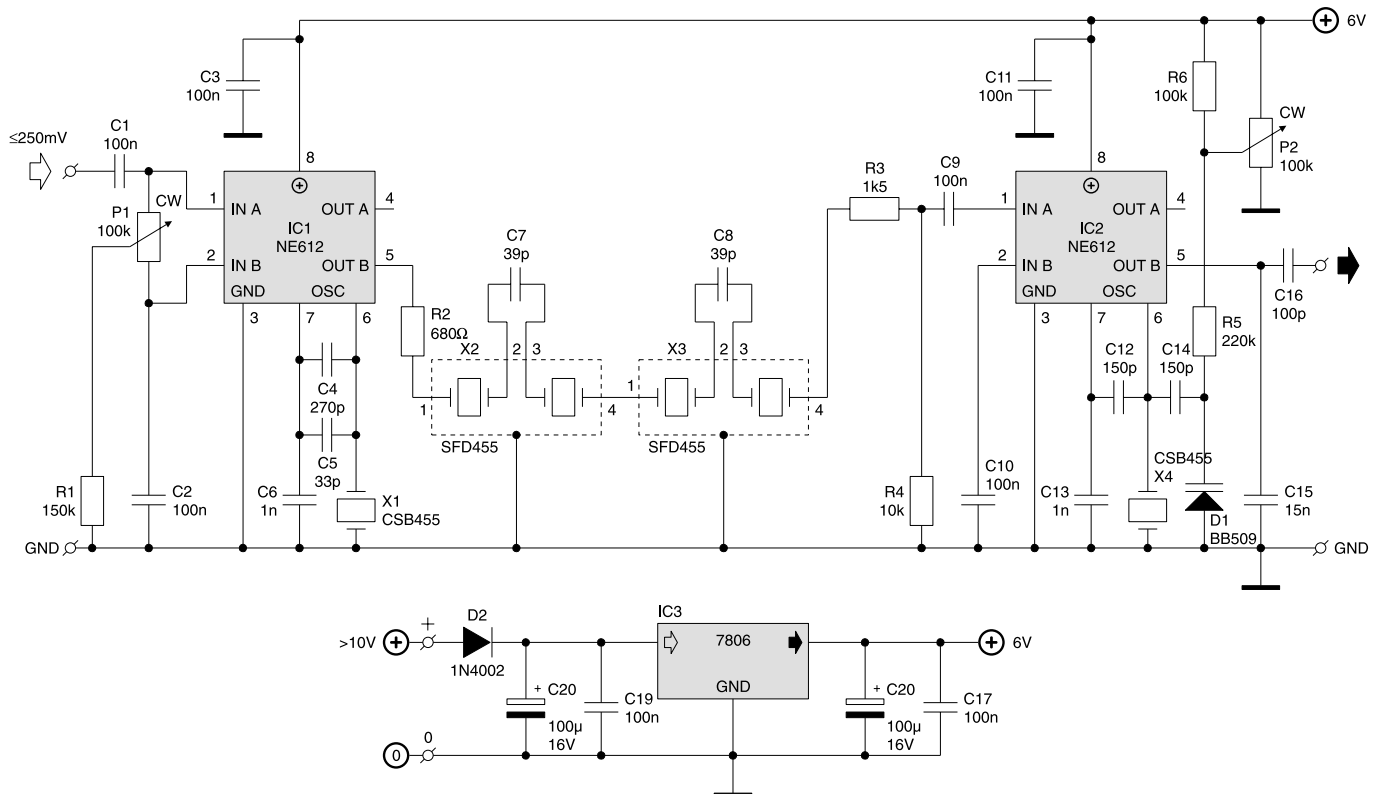 6V
C3
100n
C11
100n
R6
100k
CW
P2
100k
≤250mV
C1
100n
P1
100k
CW
8
1
IN A
OUT A
4
IC1
NE612
2
IN B
OUT B
5
GND
OSC
3
7
6
C4
270p
C5
33p
R2
680Ω
C7
39p
X2
2
3
1
4
SFD455
C8
39p
X3
2
3
1
4
SFD455
R3
1k5
C9
100n
8
1
IN A
OUT A
4
IC2
NE612
2
IN B
OUT B
5
GND
OSC
3
7
6
C12
150p
C14
150p
R5
220k
C16
100p
R1
150k
C2
100n
C6
1n
X1
CSB455
R4
10k
C10
100n
C13
1n
CSB455
X4
D1
BB509
C15
15n
GND
GND
>10V
+
D2
1N4002
IC3
7806
GND
6V
+
C20
100µ
16V
C19
100n
+
C20
100µ
16V
C17
100n
0
0